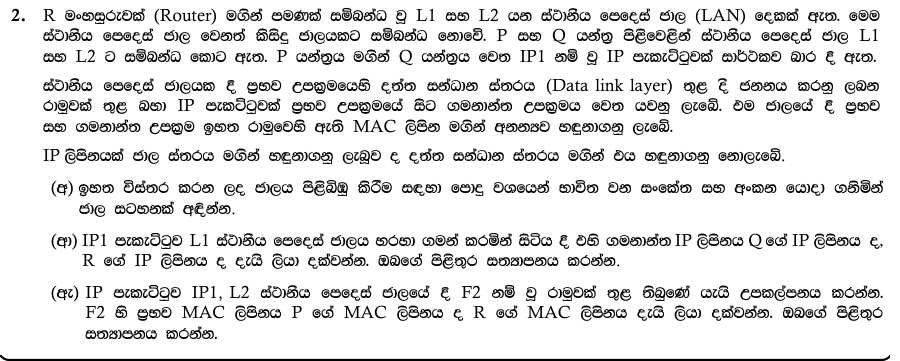 2. R මංහසුරුවක් (Router) මගින් පමණක් සම්බන්ධ වූ L1 සහ L2 යන ස්ථානීය පෙදෙස් ජාල (LAN) දෙකක් ඇත. මෙම
ස්ථානීය පෙදෙස් ජාල වෙනත් කිසිදු ජාලයකට සම්බන්ධ නොවේ. P සහ Q යන්ත්‍ර පිළිවෙළින් ස්ථානීය පෙදෙස් ජාල L1
සහ L2 ට සම්බන්ධ කොට ඇත. P යන්ත්‍රය මගින් Q යන්ත්‍රය වෙත IP1 නම් වූ IP පැකැට්ටුවක් සාර්ථකව බාර දී ඇත.
ස්ථානීය පෙදෙස් ජාලයක දී ප්‍රභව උපක්‍රමයෙහි දත්ත සන්ධාන ස්තරය (Data link layer) තුළ දි ජනනය කරනු ලබන
රාමුවක් තුළ බහා IP පැකට්ටුවක් ප්‍රභව උපක්‍රමයේ සිට ගමනාන්ත උපක්‍රමය වෙත යවනු ලැබේ. එම ජාලයේ දී ප්‍රභව
සහ ගමනාන්ත උපක්‍රම ඉහත රාමුවෙහි ඇති MAC ලිපින මගින් අනන්‍යව හඳුනාගනු ලැබේ.
IP ලිපිනයක් ජාල ස්තරය මගින් හඳුනාගනු ලැබුව ද දත්ත සන්ධාන ස්තරය මගින් එය හඳුනාගනු නොලැබේ.
(අ) ඉහත විස්තර කරන ලද ජාලය පිළිබිඹු කිරීම සඳහා පොදු වශයෙන් භාවිත වන සංකේත සහ අංකන යොදා ගනිමින්
ජාල සටහනක් අඳින්න.
(ආ) IP1 පැකැට්ටුව L1 ස්ථානීය පෙදෙස් ජාලය හරහා ගමන් කරමින් සිටිය දී එහි ගමනාන්ත IP ලිපිනය Q ගේ IP ලිපිනය ද,
R ගේ IP ලිපිනය ද දැයි ලියා දක්වන්න. ඔබගේ පිළිතුර සත්‍යාපනය කරන්න.
(ඇ) IP පැකැට්ටුව IP1, L2 ස්ථානීය පෙදෙස් ජාලයේ දී F2 නම් වූ රාමුවක් තුළ තිබුණේ යැයි උපකල්පනය කරන්න.
F2 හි ප්‍රභව MAC ලිපිනය P ගේ MAC ලිපිනය ද R ගේ MAC ලිපිනය දැයි ලියා දක්වන්න. ඔබගේ පිළිතුර
සත්‍යාපනය කරන්න.